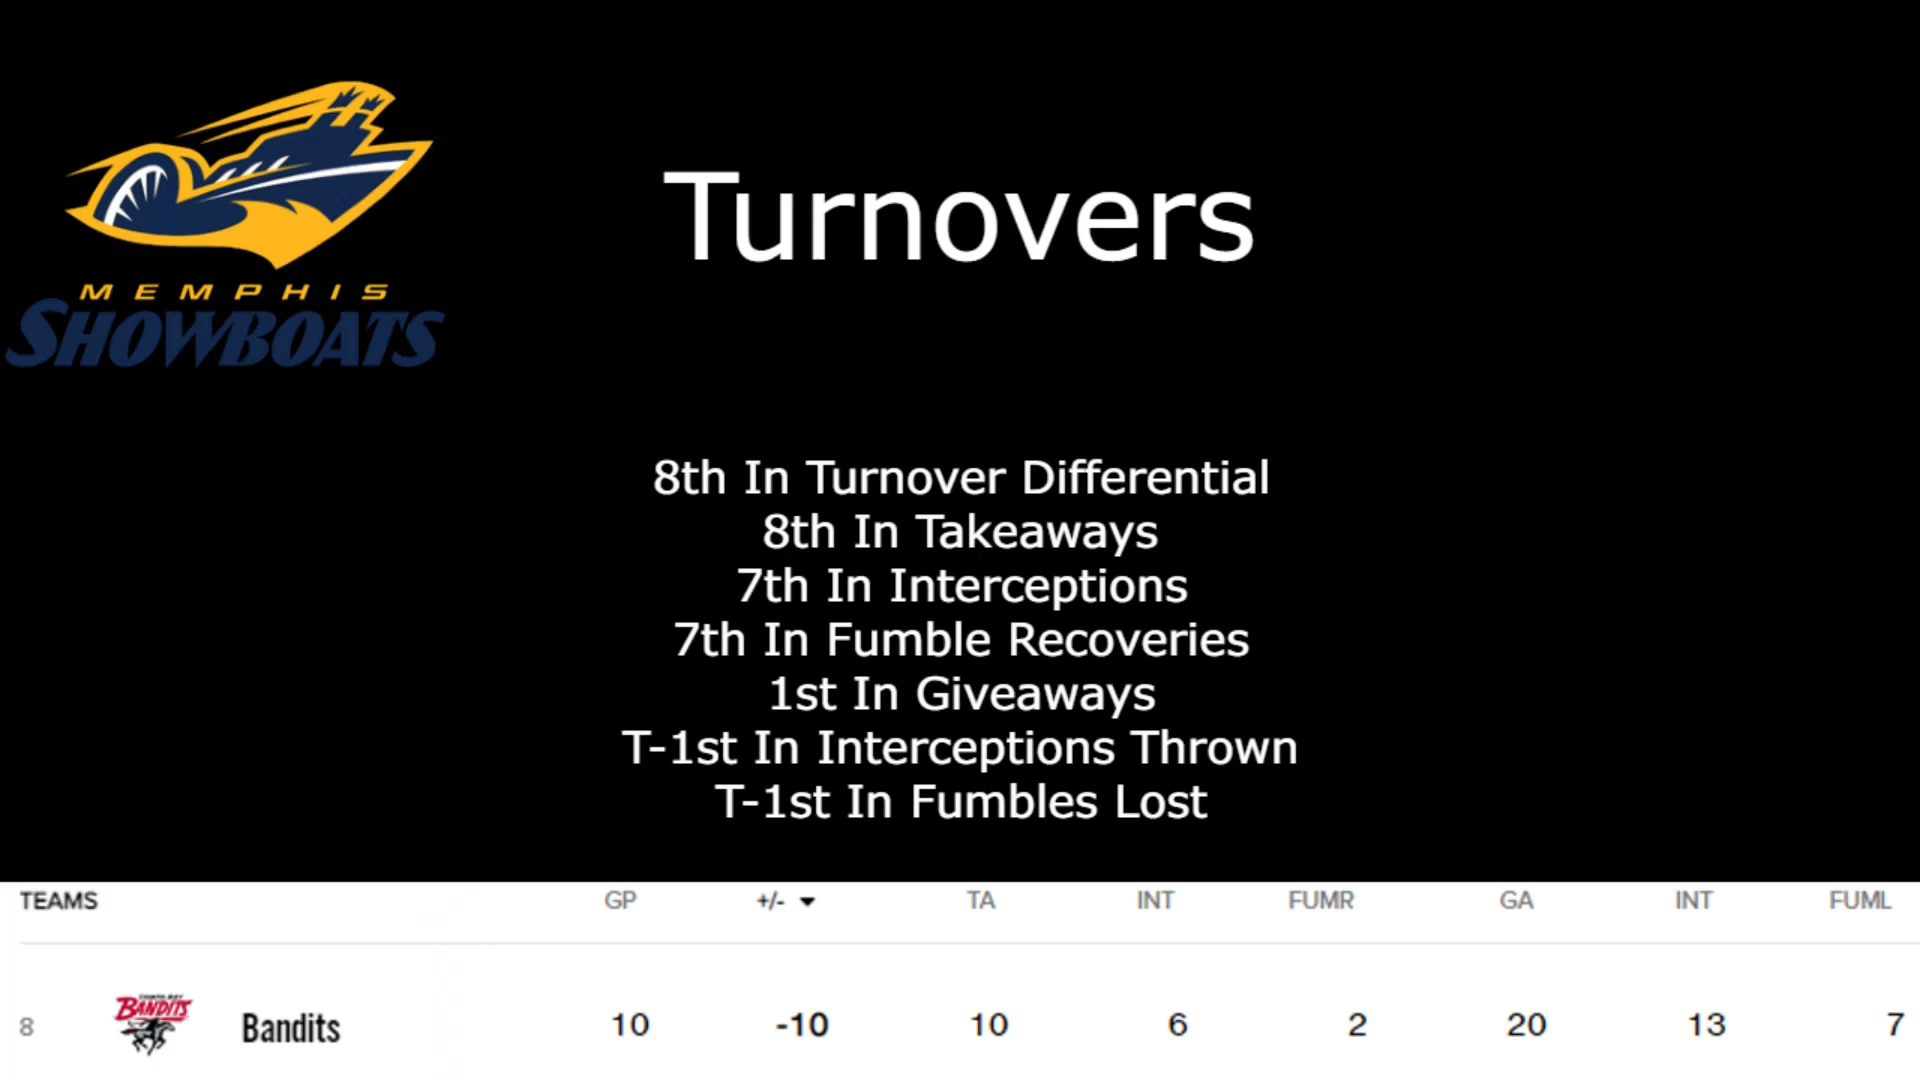 MEMPHIS
SHOWBOATS
Turnovers
8th In Turnover Differential
8th In Takeaways
7th In Interceptions
7th In Fumble Recoveries
1st In Giveaways
T-1st In Interceptions Thrown
T-1st In Fumbles Lost
TEAMS GP +/- TA INT FUMR GA INT FUML
8 BANDITS Bandits 10 -10 10 6 2 20 13 7